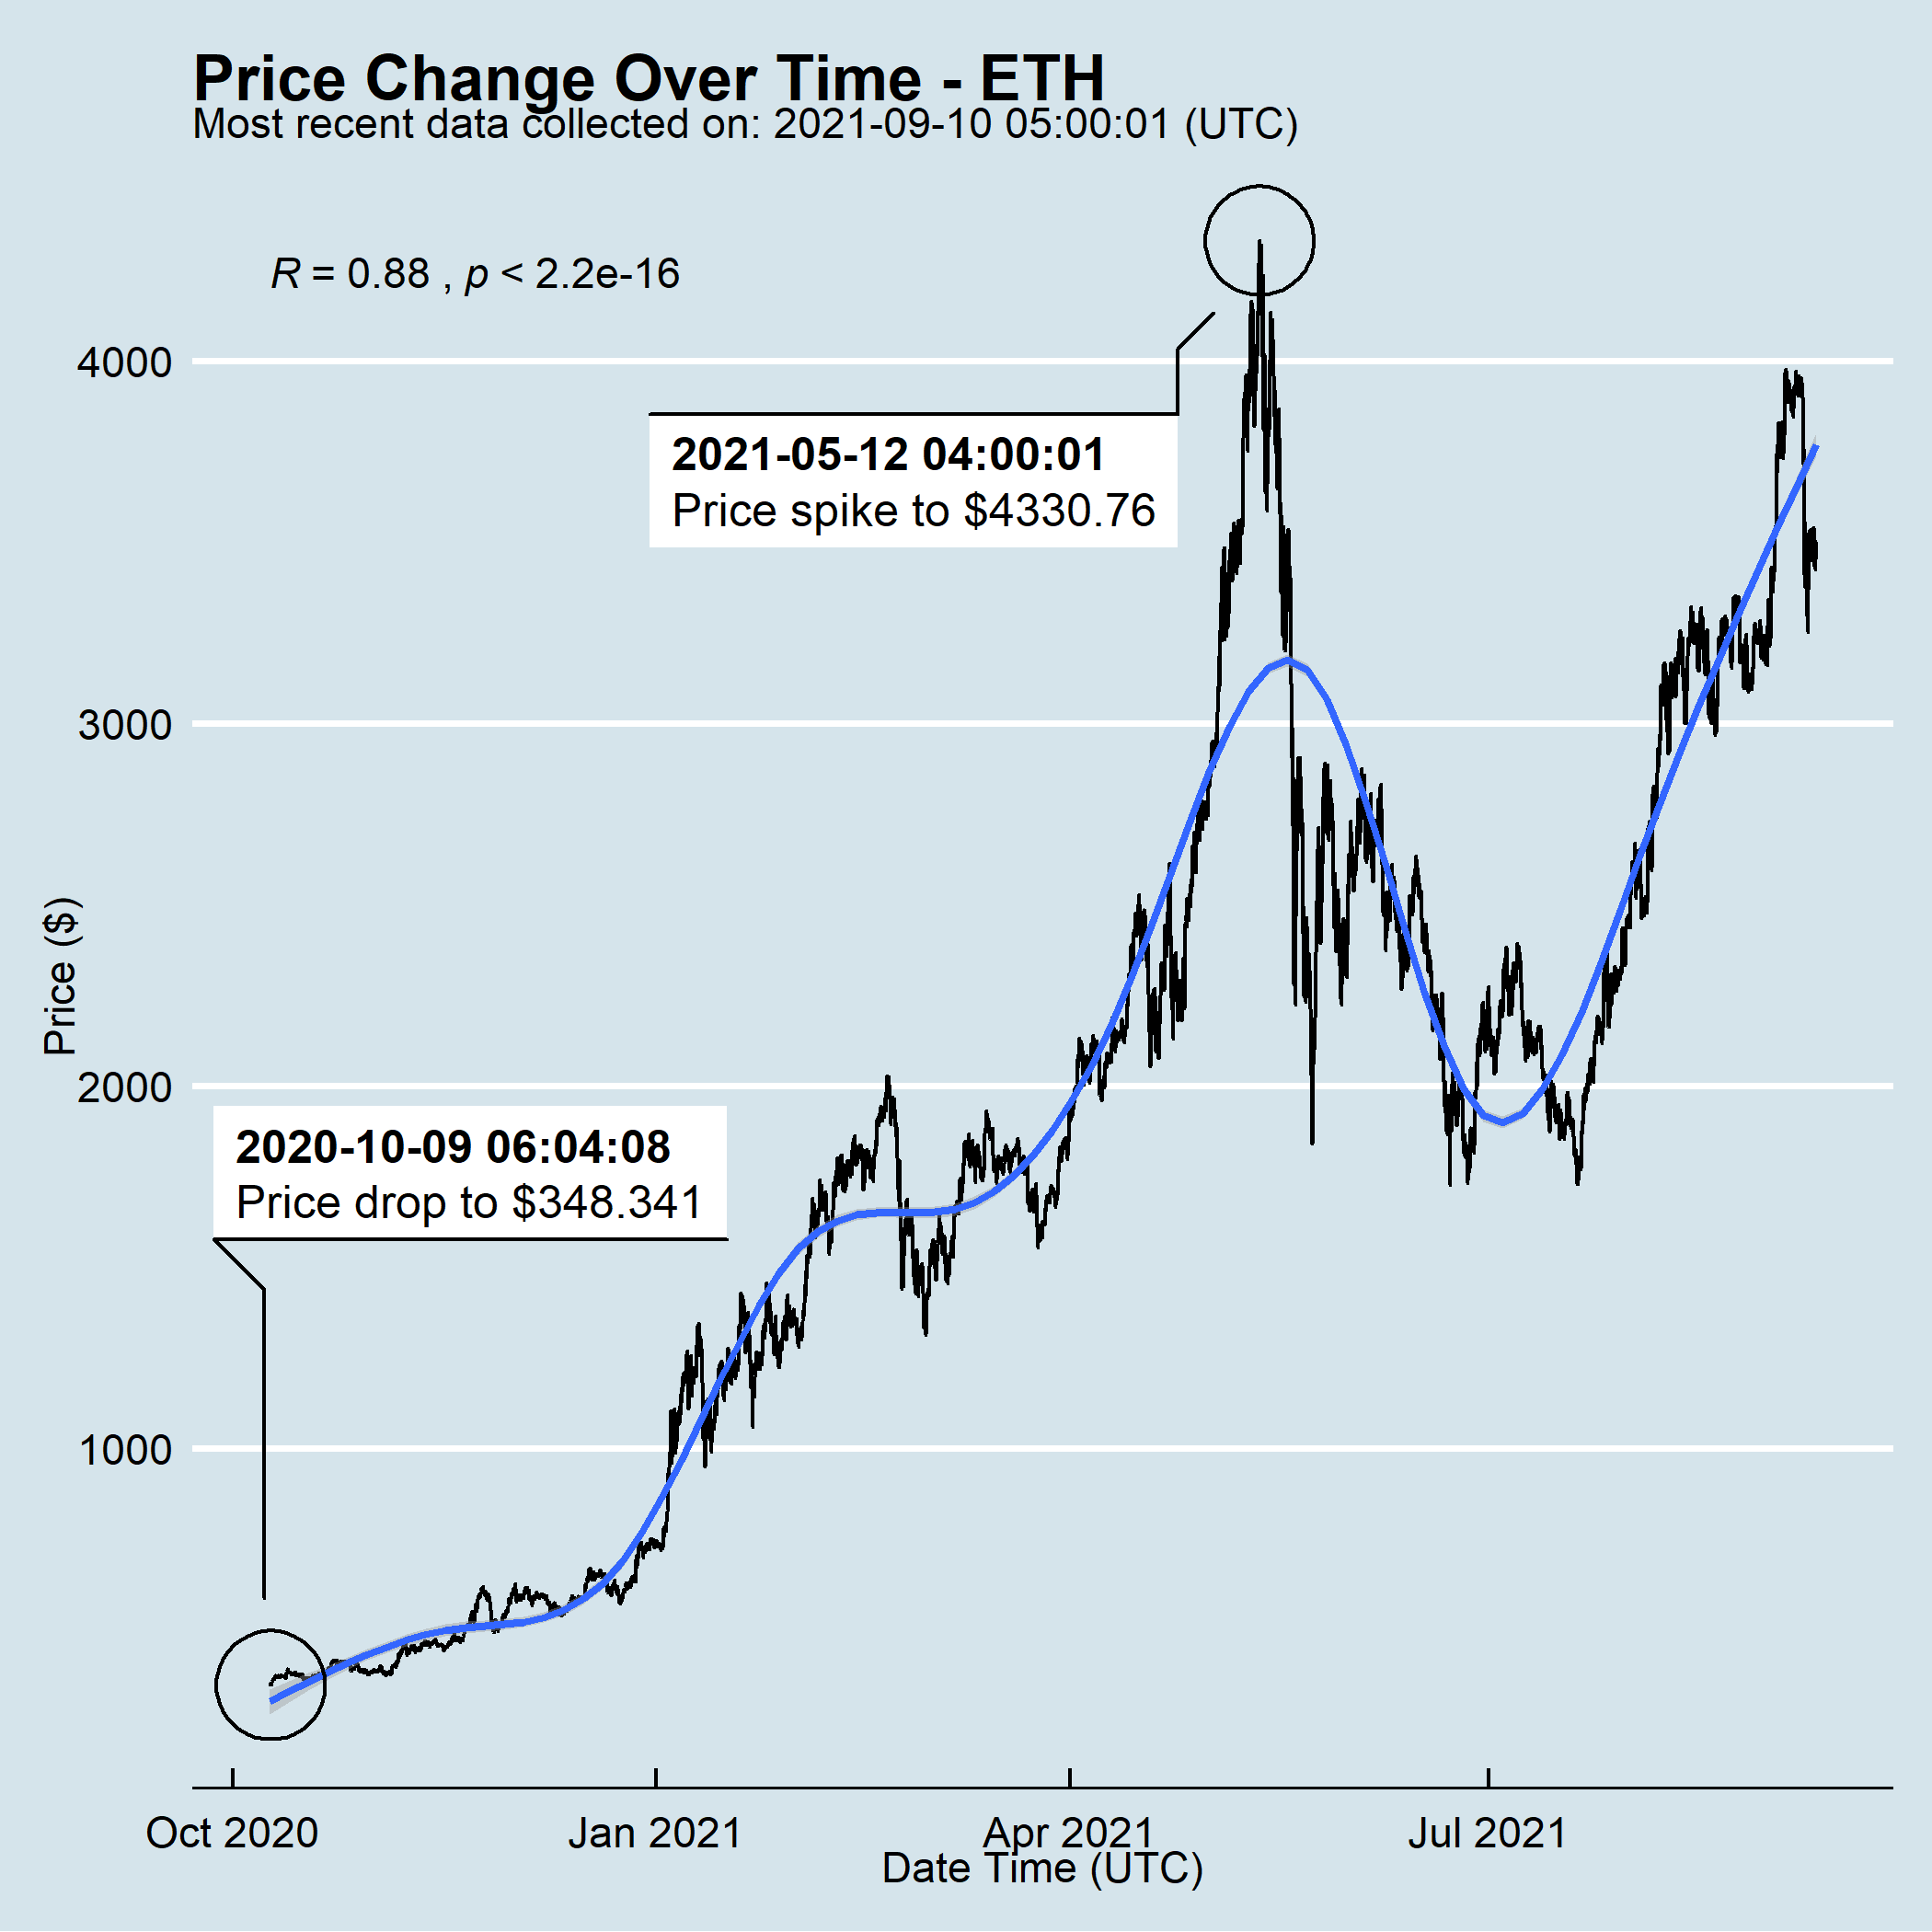 Price Change Over Time - ETH
Most recent data collected on: 2021-09-10 05:00:01 (UTC)
R = 0.88 , p < 2.2e-16
4000
2021-05-12 04:00:01
Price spike to $4330.76
3000
Price ($)
2000
2020-10-09 06:04:08
Price drop to $348.341
1000
Oct 2020
Jan 2021
Apr 2021
Jul 2021
Date Time (UTC)